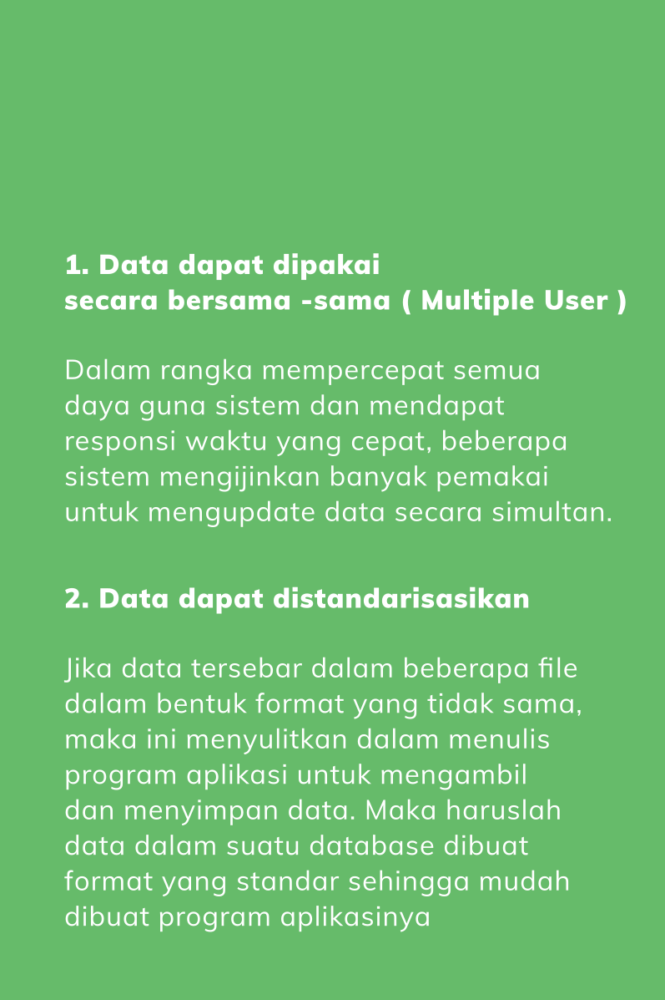 1. Data dapat dipakai
secara bersama -sama ( Multiple User )
Dalam rangka mempercepat semua
daya guna sistem dan mendapat
responsi waktu yang cepat, beberapa
sistem mengijinkan banyak pemakai
untuk mengupdate data secara simultan.
2. Data dapat distandarisasikan
Jika data tersebar dalam beberapa file
dalam bentuk format yang tidak sama,
maka ini menyulitkan dalam menulis
program aplikasi untuk mengambil
dan menyimpan data. Maka haruslah
data dalam suatu database dibuat
format yang standar sehingga mudah
dibuat program aplikasinya